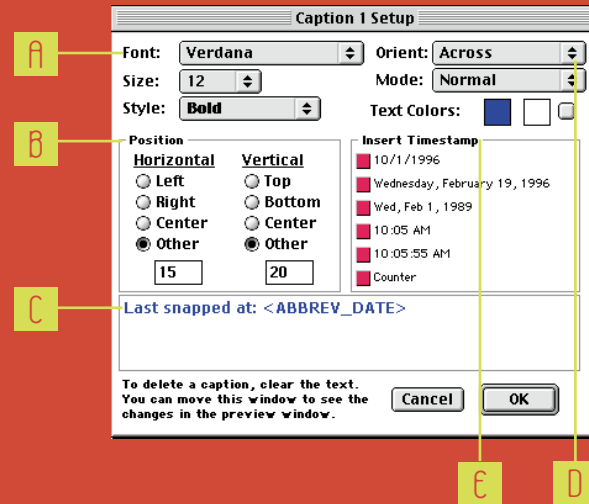 Caption 1 Setup
A
Font: Verdana
Orient: Across
Size: 12
Mode: Normal
Style: Bold
Text Colors:
B
Position
Horizontal
Left
Right
Center
Other
15
Vertical
Top
Bottom
Center
Other
20
Insert Timestamp
10/1/1996
Wednesday, February 19, 1996
Wed, Feb 1, 1989
10:05 AM
10:05:55 AM
Counter
C
Last snapped at: <ABBREV_DATE>
To delete a caption, clear the text.
You can move this window to see the
changes in the preview window.
Cancel
OK
E
D